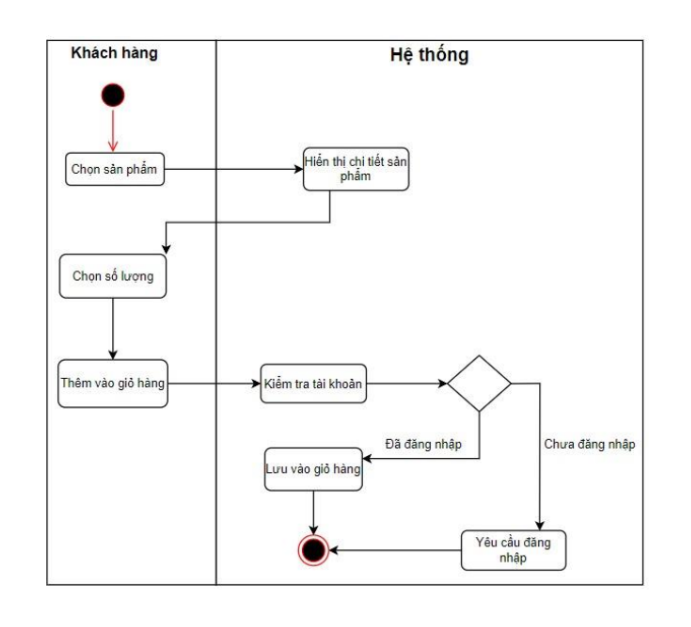 Khách hàng
Hệ thống
Chọn sản phẩm
Hiển thị chi tiết sản
phẩm
Chọn số lượng
Thêm vào giỏ hàng
Kiểm tra tài khoản
Đã đăng nhập
Chưa đăng nhập
Lưu vào giỏ hàng
Yêu cầu đăng
nhập